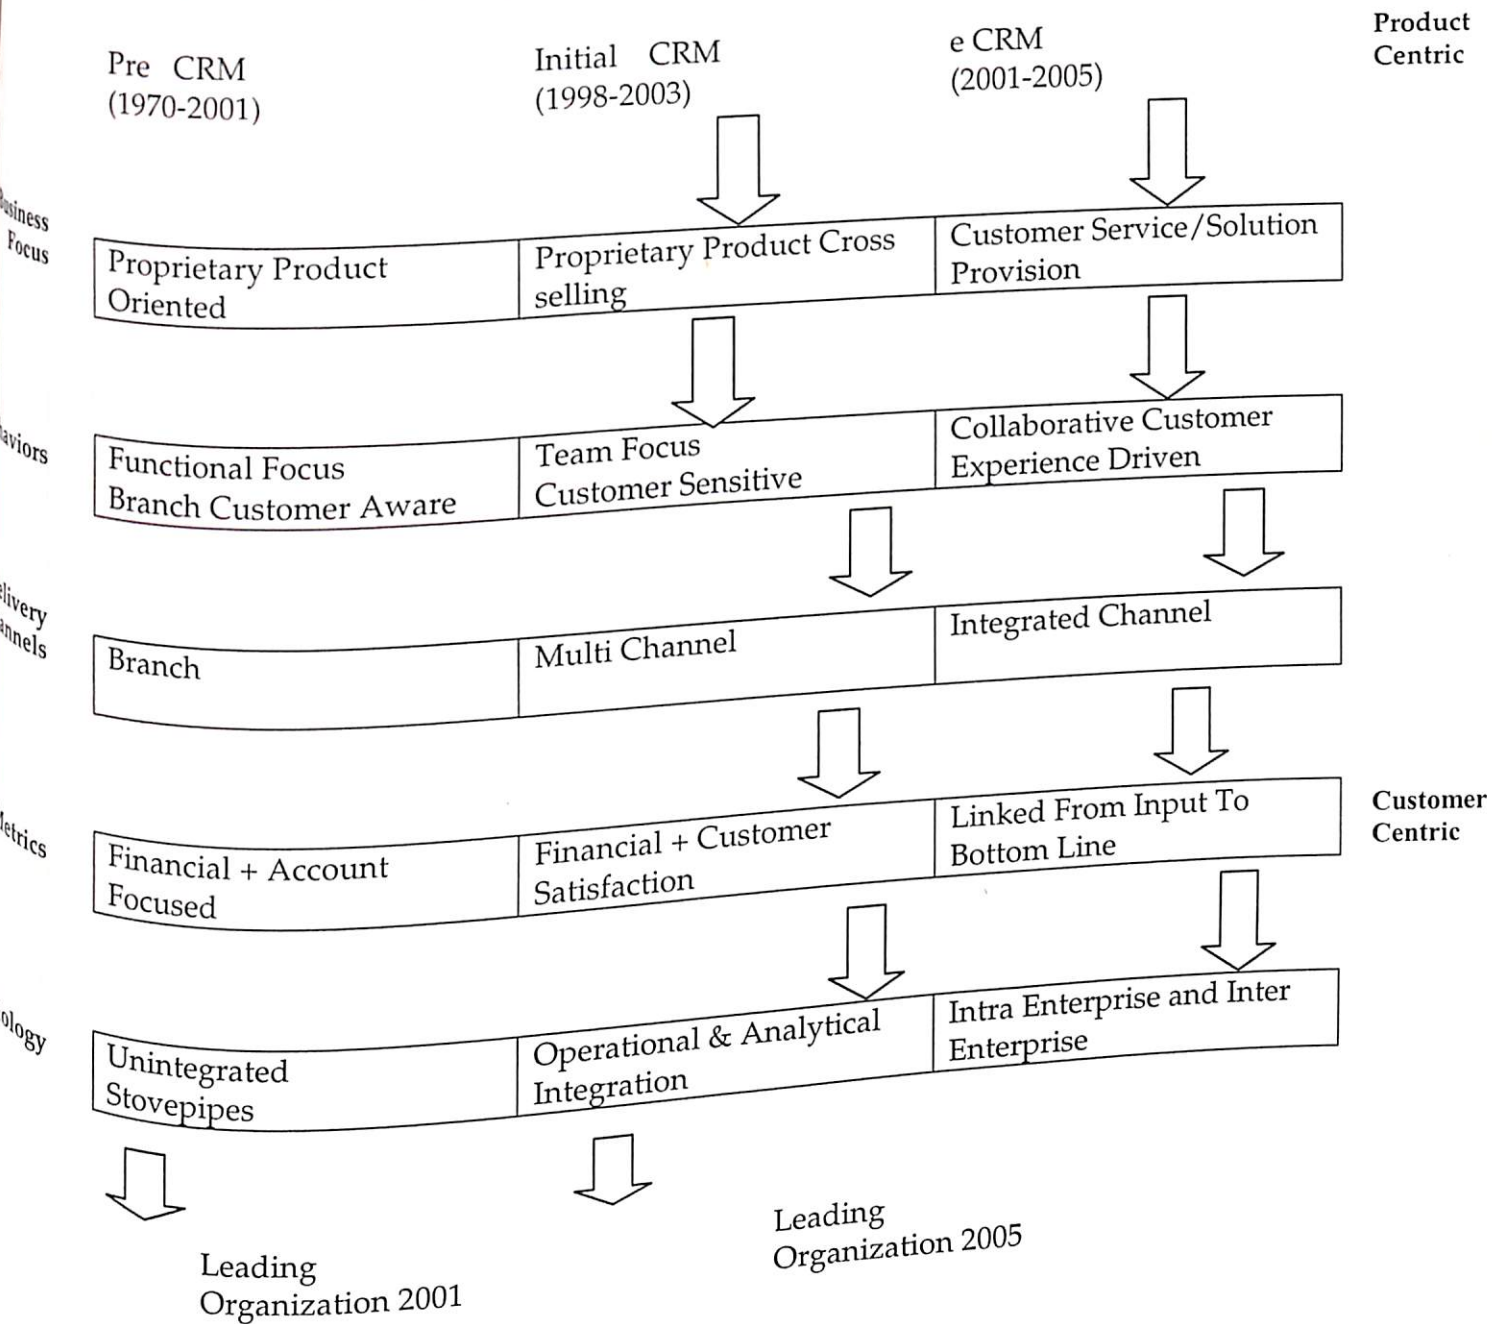 Pre CRM
(1970-2001)
Initial CRM
(1998-2003)
e CRM
(2001-2005)
Product
Centric
Focus
Proprietary Product
Oriented
Proprietary Product Cross
selling
Customer Service/Solution
Provision
Functional Focus
Branch Customer Aware
Team Focus
Customer Sensitive
Collaborative Customer
Experience Driven
Branch
Multi Channel
Integrated Channel
Financial + Account
Focused
Financial + Customer
Satisfaction
Linked From Input To
Bottom Line
Customer
Centric
Unintegrated
Stovepipes
Operational & Analytical
Integration
Intra Enterprise and Inter
Enterprise
Leading
Organization 2001
Leading
Organization 2005